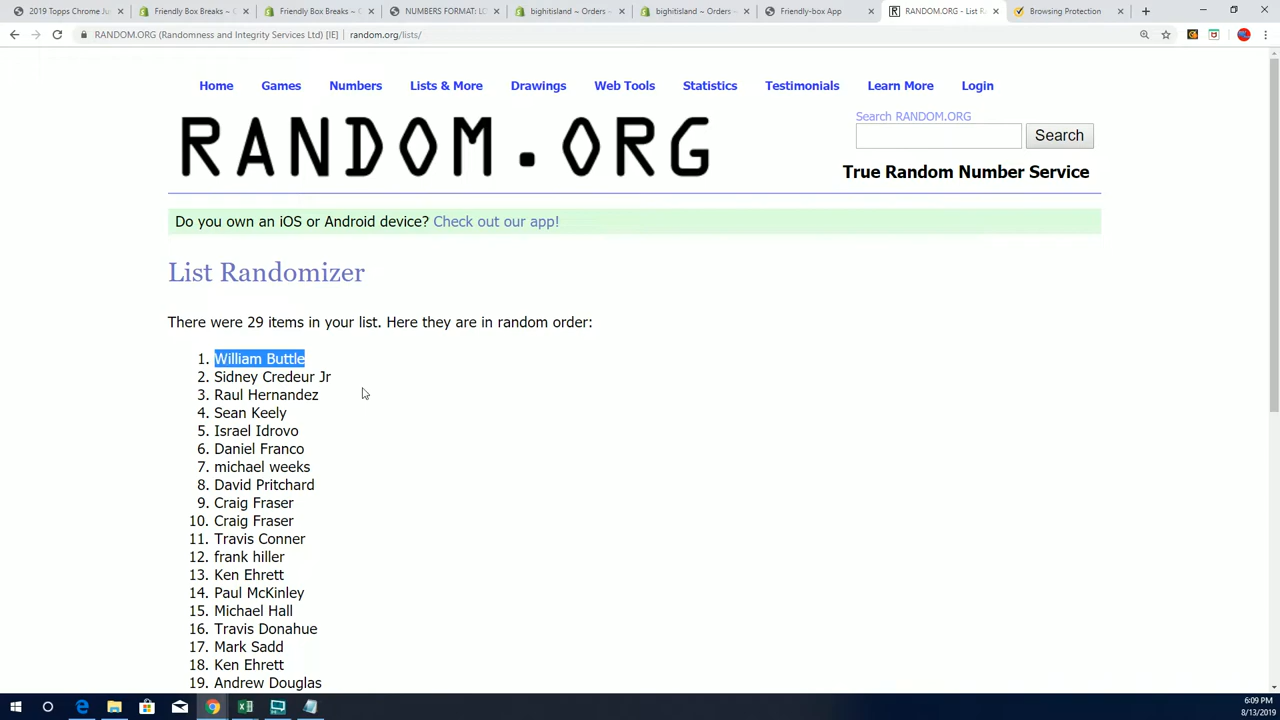 2019 Topps Chrome Ju
Friendly Box Breaks ~ C
Friendly Box Breaks ~ C
NUMBERS FORMAT: LO
bighitisland ~ Orders ~
bighitisland ~ Orders ~
Friendly-box App
RANDOM.ORG - List R
Browsing Protection
RANDOM.ORG (Randomness and Integrity Services Ltd) [IE] | random.org/lists/
Home Games Numbers Lists & More Drawings Web Tools Statistics Testimonials Learn More Login
RANDOM.ORG
Search RANDOM.ORG
Search
True Random Number Service
Do you own an iOS or Android device? Check out our app!
List Randomizer
There were 29 items in your list. Here they are in random order:
1. William Buttle
2. Sidney Credeur Jr
3. Raul Hernandez
4. Sean Keely
5. Israel Idrovo
6. Daniel Franco
7. michael weeks
8. David Pritchard
9. Craig Fraser
10. Craig Fraser
11. Travis Conner
12. frank hiller
13. Ken Ehrett
14. Paul McKinley
15. Michael Hall
16. Travis Donahue
17. Mark Sadd
18. Ken Ehrett
19. Andrew Douglas
6:09 PM
8/13/2019